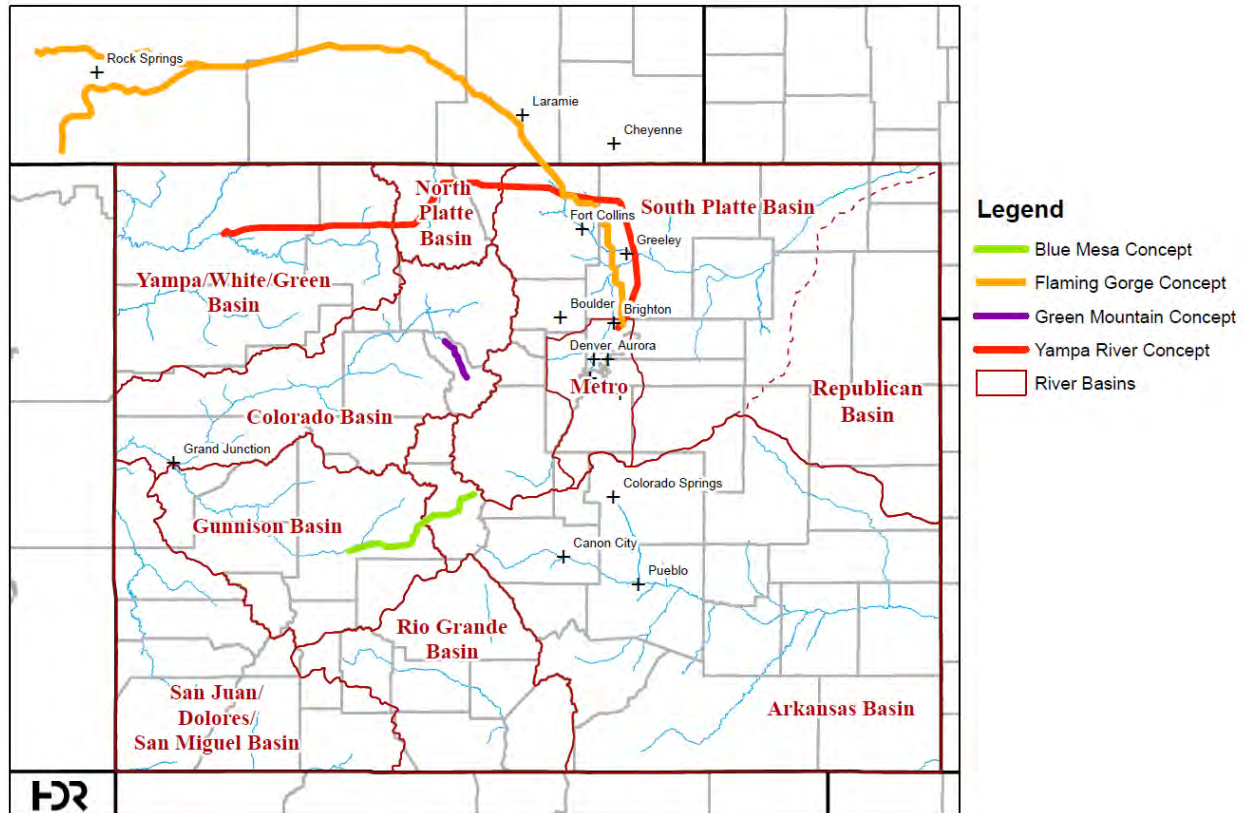 Rock Springs
Laramie
Cheyenne
North
Platte
Basin
Fort Collins
South Platte Basin
Greeley
Yampa/White/Green
Basin
Boulder
Brighton
Denver
Aurora
Metro
Republican
Basin
Colorado Basin
Grand Junction
Colorado Springs
Gunnison Basin
Canon City
Pueblo
Rio Grande
Basin
San Juan/
Dolores/
San Miguel Basin
Arkansas Basin
HDR
Legend
Blue Mesa Concept
Flaming Gorge Concept
Green Mountain Concept
Yampa River Concept
River Basins